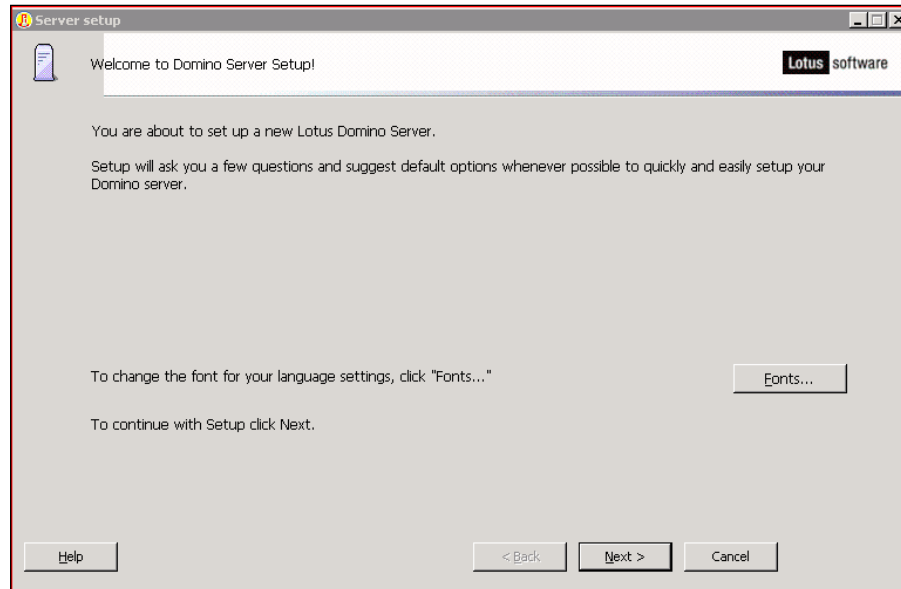 Server setup
Welcome to Domino Server Setup!
Lotus software
You are about to set up a new Lotus Domino Server.
Setup will ask you a few questions and suggest default options whenever possible to quickly and easily setup your
Domino server.
To change the font for your language settings, click "Fonts..."
Fonts...
To continue with Setup click Next.
Help
< Back
Next >
Cancel